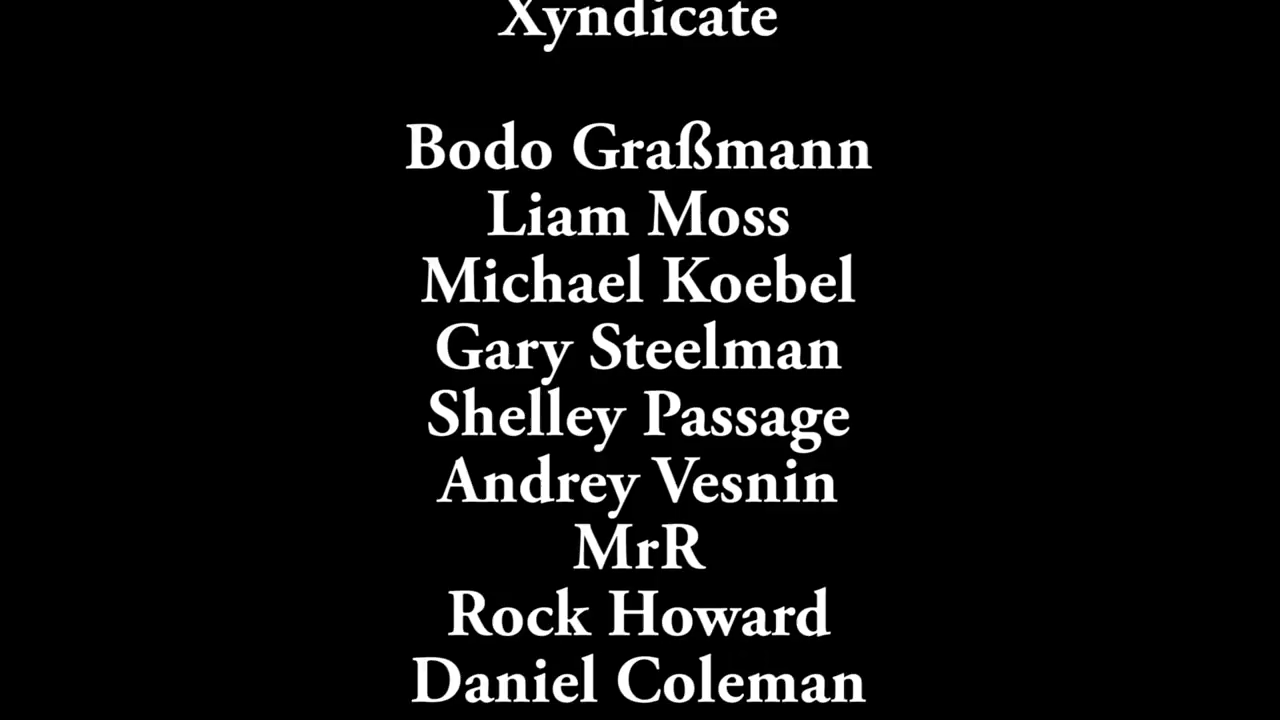 Xyndicate
Bodo Graßmann
Liam Moss
Michael Koebel
Gary Steelman
Shelley Passage
Andrey Vesnin
MrR
Rock Howard
Daniel Coleman